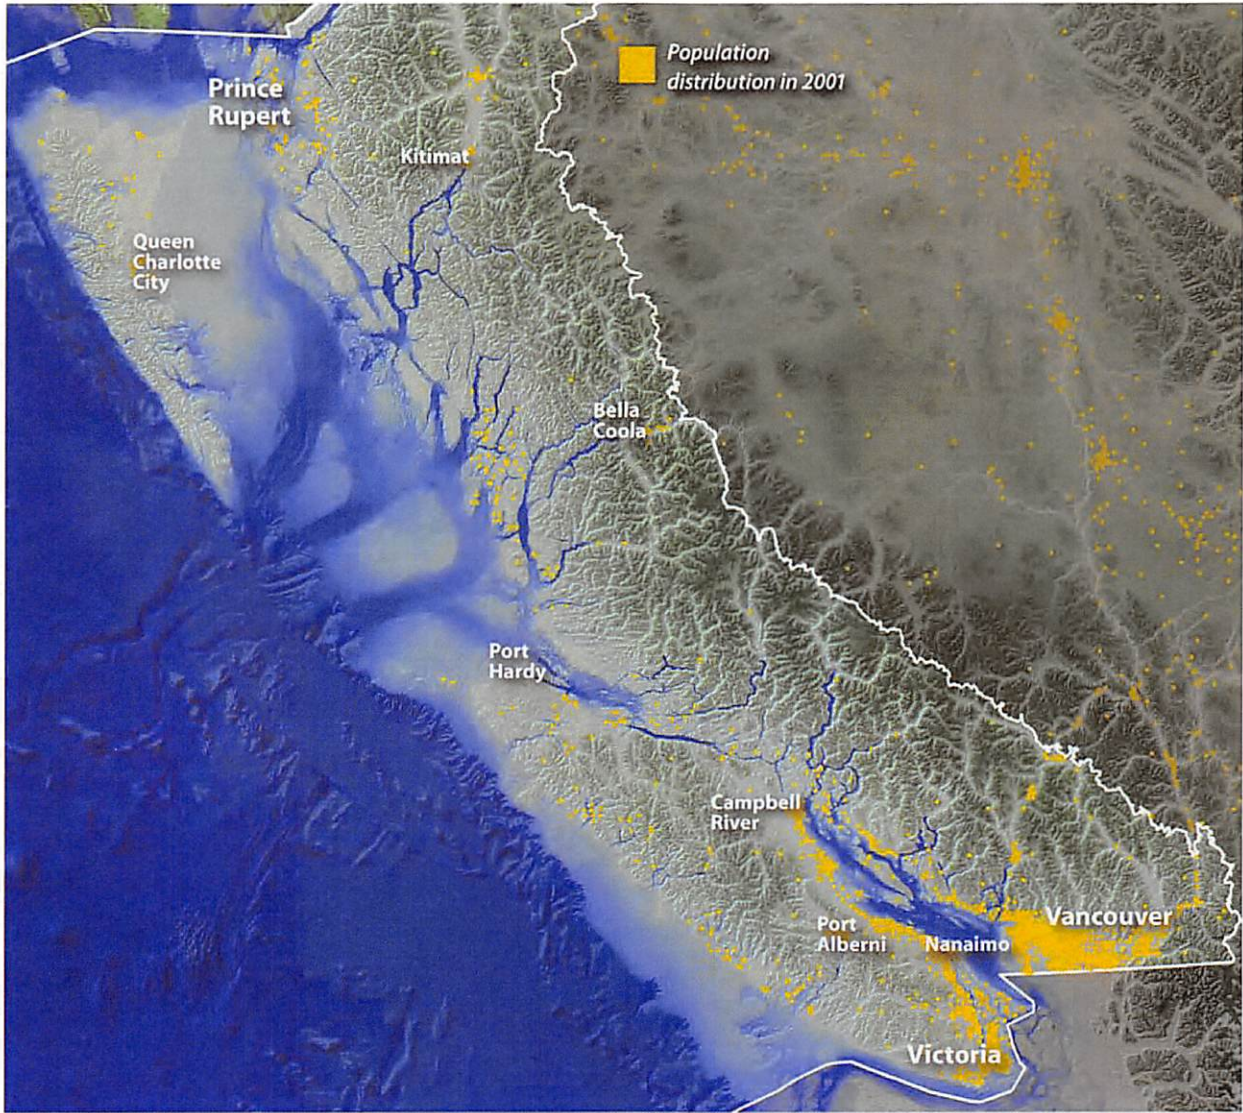 Population
distribution in 2001
Prince
Rupert
Kitimat
Queen
Charlotte
City
Bella
Coola
Port
Hardy
Campbell
River
Port
Alberni
Nanaimo
Vancouver
Victoria